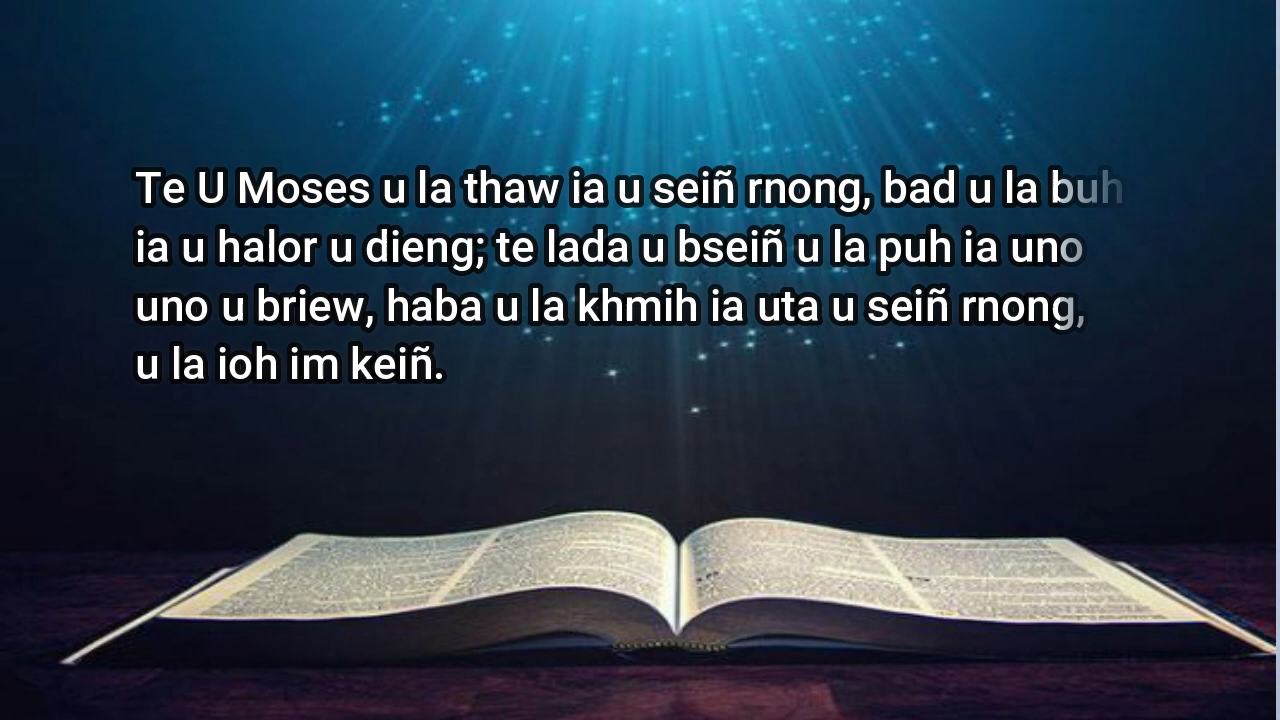 Te U Moses u la thaw ia u seiñ rnong, bad u la buh
ia u halor u dieng; te lada u bseiñ u la puh ia uno
uno u briew, haba u la khmih ia uta u seiñ rnong,
u la ioh im keiñ.